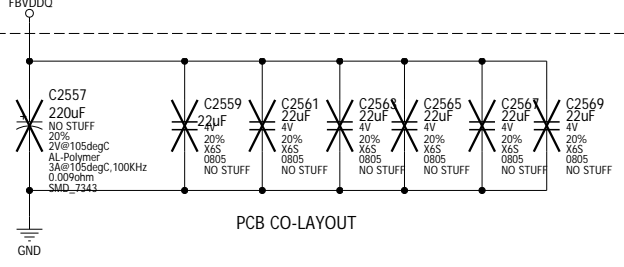 FBVDDQ
C2557
220uF
NO STUFF
20%
2V@105degC
AL-Polymer
3A@105degC,100KHz
0.009ohm
SMD_7343
C2559
22uF
4V
20%
X6S
0805
NO STUFF
C2561
22uF
4V
20%
X6S
0805
NO STUFF
C2563
22uF
4V
20%
X6S
0805
NO STUFF
C2565
22uF
4V
20%
X6S
0805
NO STUFF
C2567
22uF
4V
20%
X6S
0805
NO STUFF
C2569
22uF
4V
20%
X6S
0805
NO STUFF
PCB CO-LAYOUT
GND